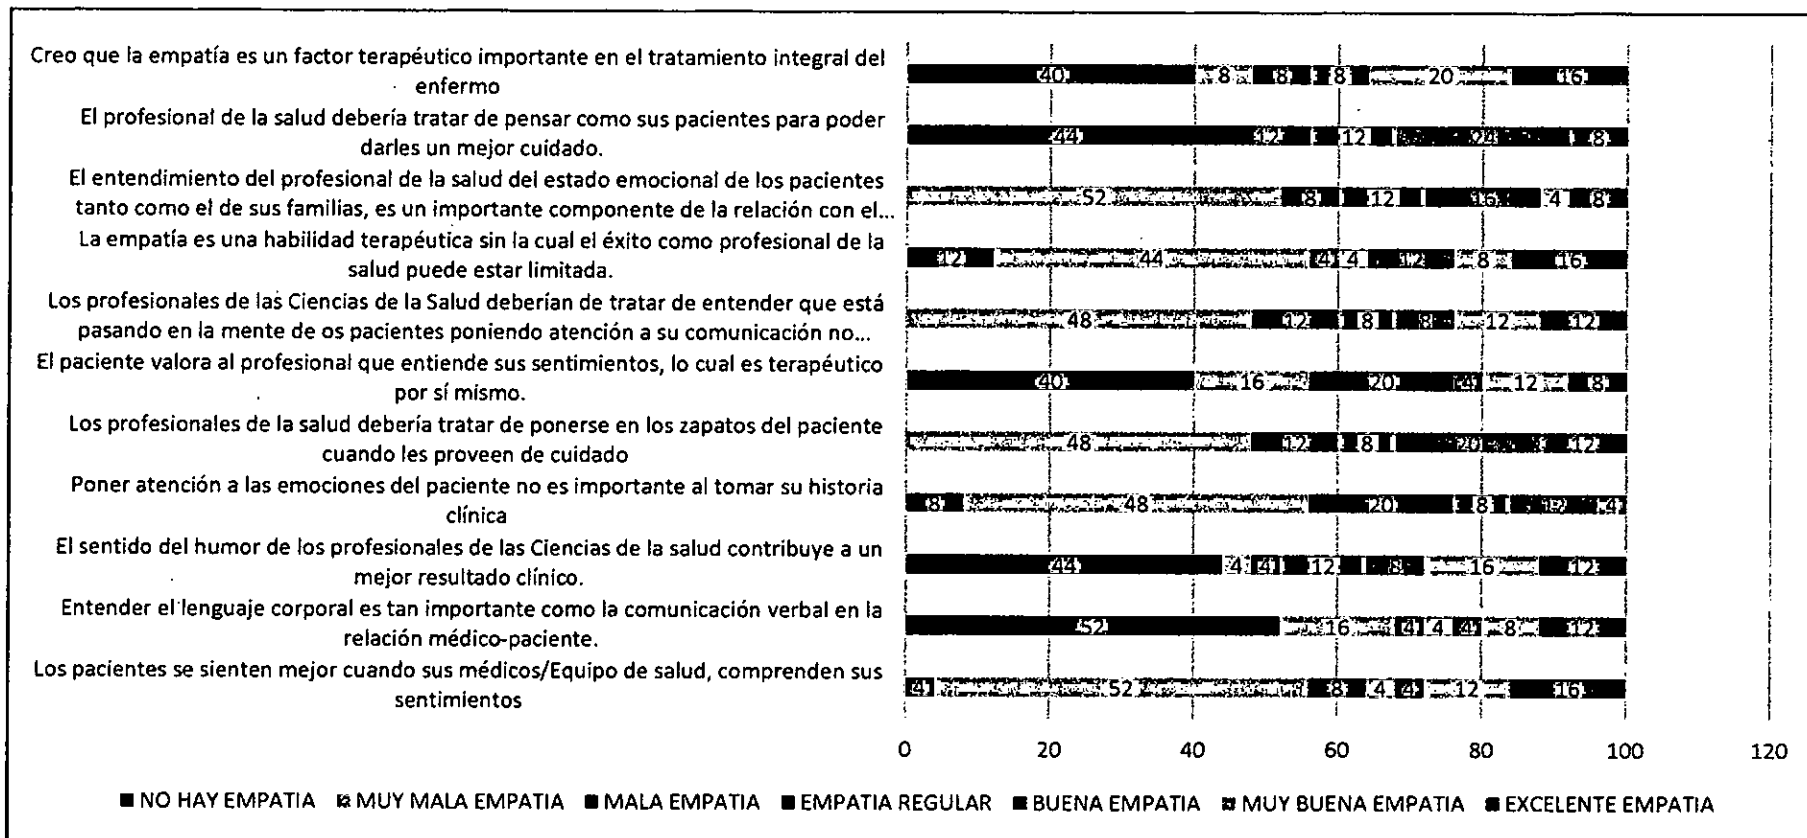 Creo que la empatía es un factor terapéutico importante en el tratamiento integral del
enfermo
40 8 8 8 20 16
El profesional de la salud debería tratar de pensar como sus pacientes para poder
darles un mejor cuidado.
44 12 12 24 8
El entendimiento del profesional de la salud del estado emocional de los pacientes
tanto como el de sus familias, es un importante componente de la relación con el...
52 8 12 16 4 8
La empatía es una habilidad terapéutica sin la cual el éxito como profesional de la
salud puede estar limitada.
12 44 4 4 12 8 16
Los profesionales de las Ciencias de la Salud deberían de tratar de entender que está
pasando en la mente de os pacientes poniendo atención a su comunicación no...
48 12 8 8 12 12
El paciente valora al profesional que entiende sus sentimientos, lo cual es terapéutico
por sí mismo.
40 16 20 4 12 8
Los profesionales de la salud debería tratar de ponerse en los zapatos del paciente
cuando les proveen de cuidado
48 12 8 20 12
Poner atención a las emociones del paciente no es importante al tomar su historia
clínica
8 48 20 8 12 4
El sentido del humor de los profesionales de las Ciencias de la salud contribuye a un
mejor resultado clínico.
44 4 4 12 8 16 12
Entender el lenguaje corporal es tan importante como la comunicación verbal en la
relación médico-paciente.
52 16 4 4 4 8 12
Los pacientes se sienten mejor cuando sus médicos/Equipo de salud, comprenden sus
sentimientos
4 52 8 4 4 12 16
0 20 40 60 80 100 120
NO HAY EMPATIA MUY MALA EMPATIA MALA EMPATIA EMPATIA REGULAR BUENA EMPATIA MUY BUENA EMPATIA EXCELENTE EMPATIA